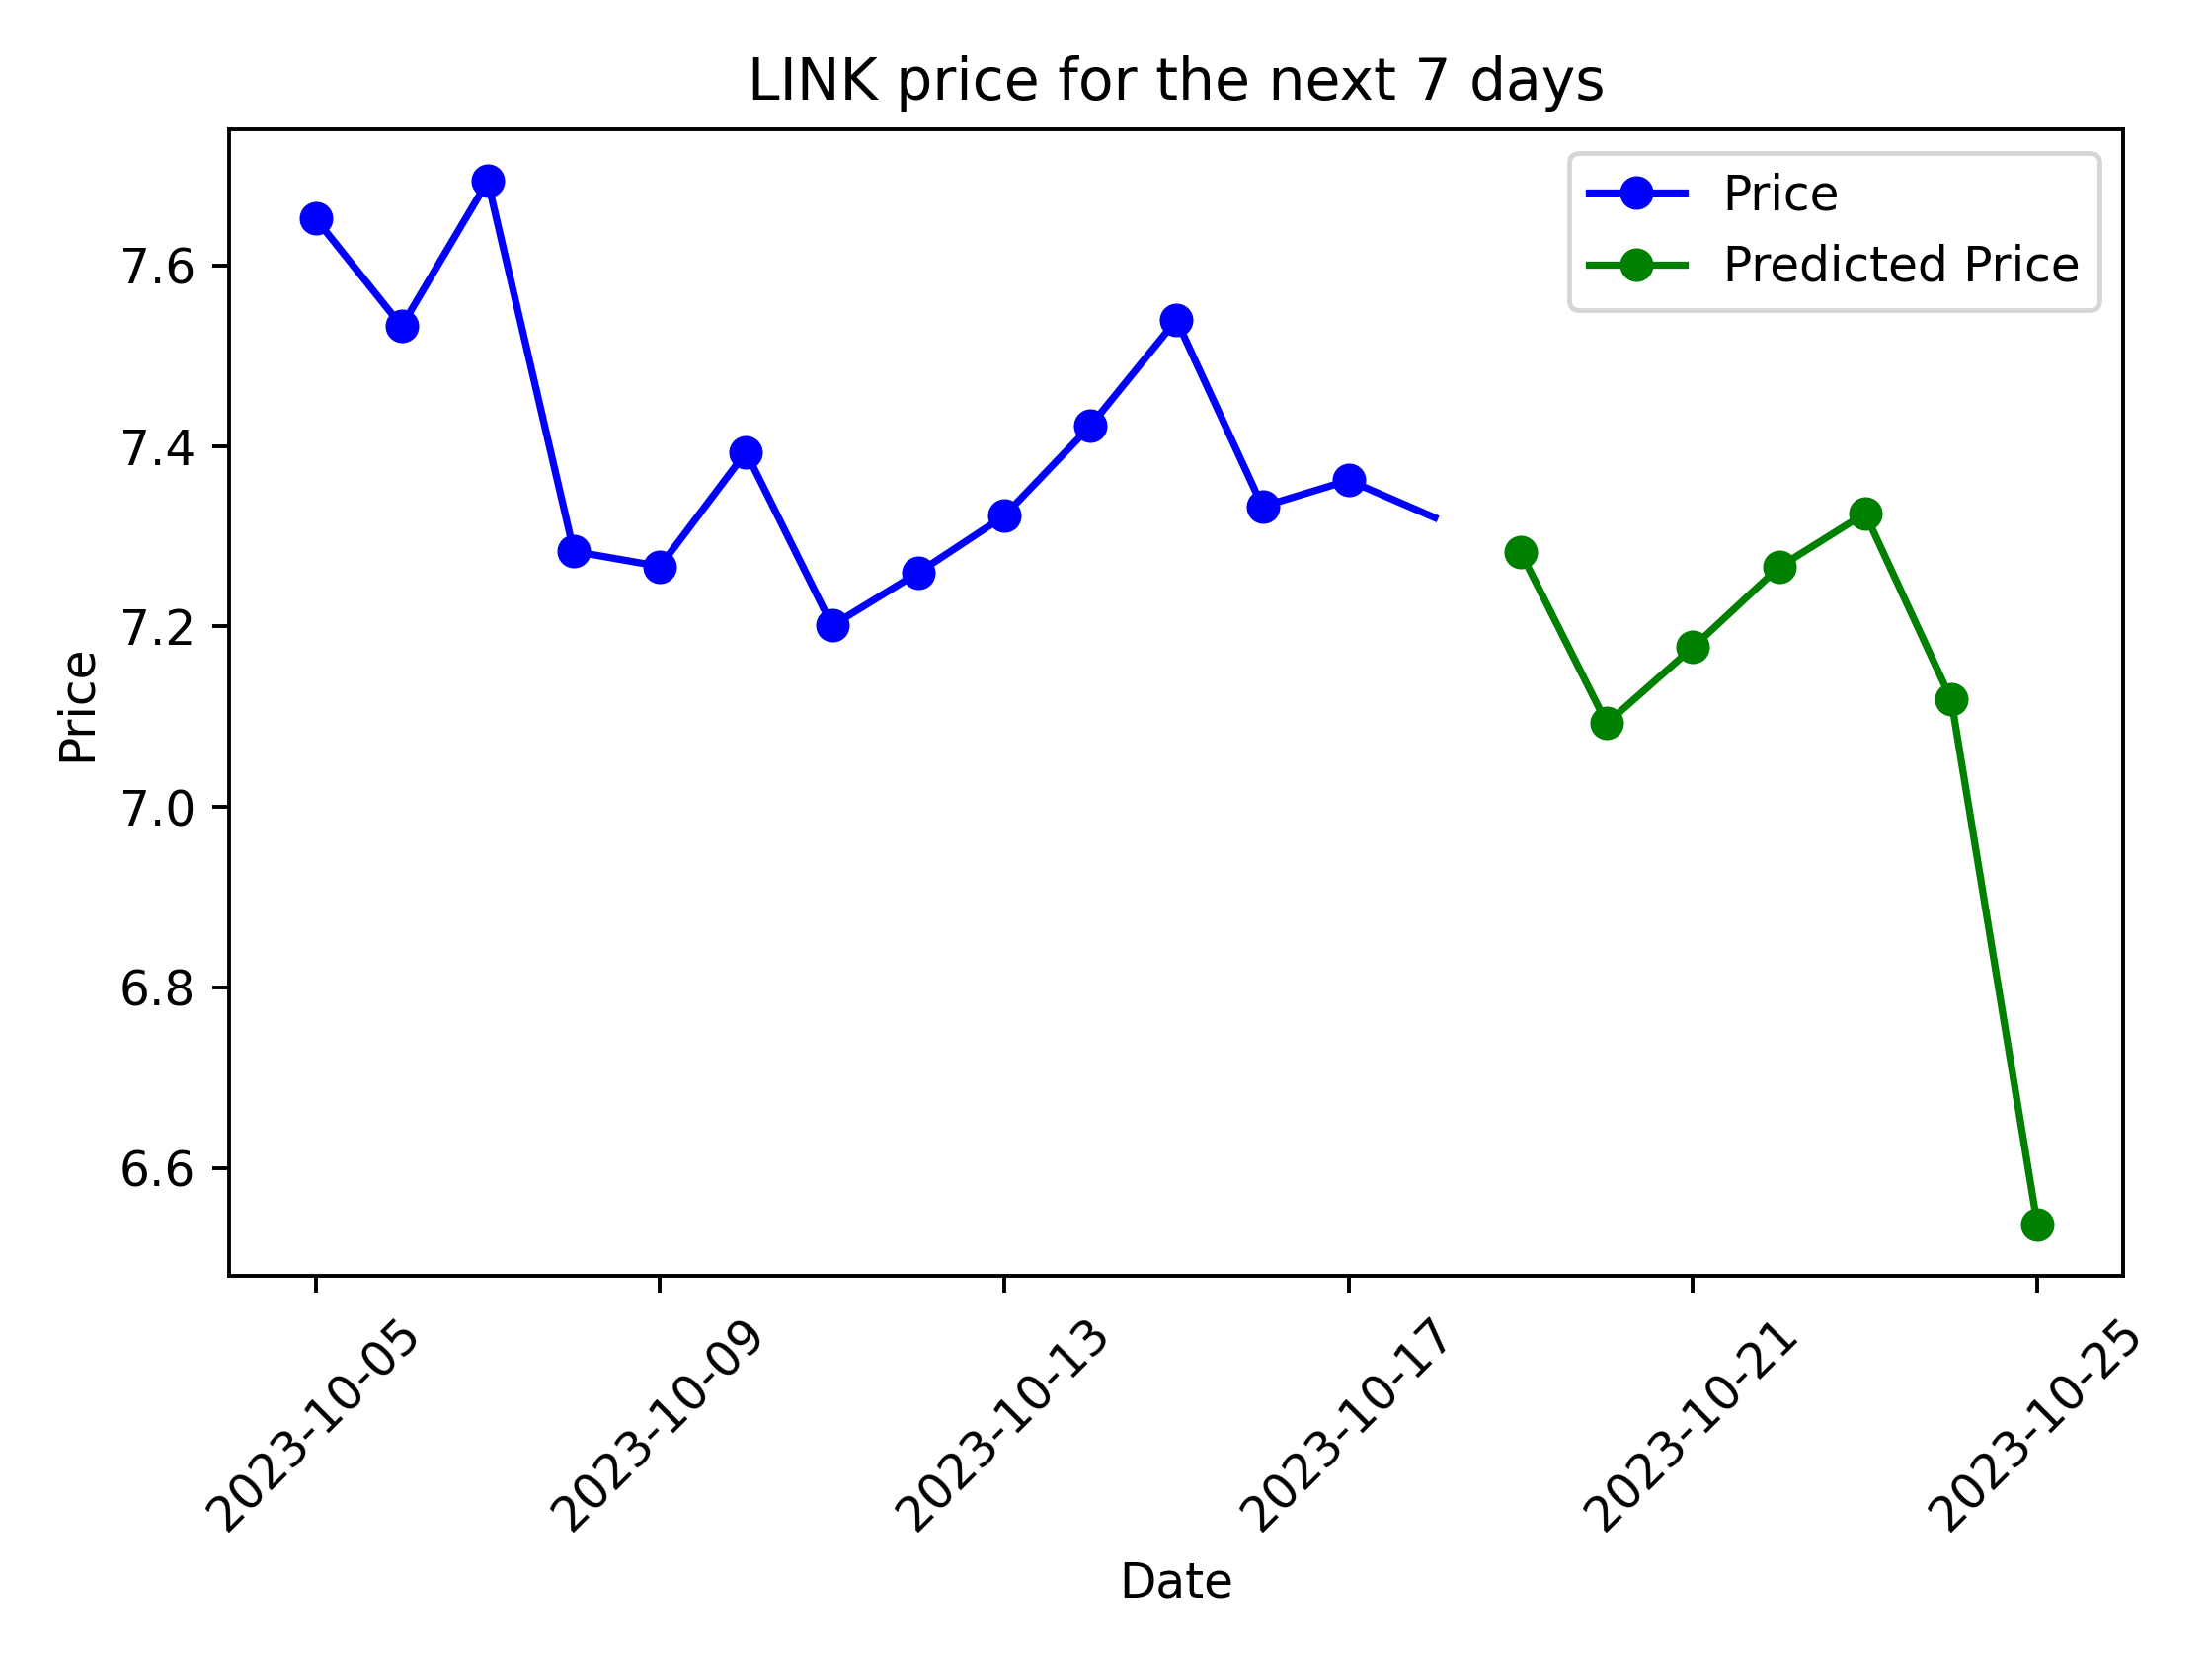 LINK price for the next 7 days
Price
Predicted Price
7.6
7.4
7.2
7.0
6.8
6.6
Price
2023-10-05
2023-10-09
2023-10-13
2023-10-17
2023-10-21
2023-10-25
Date